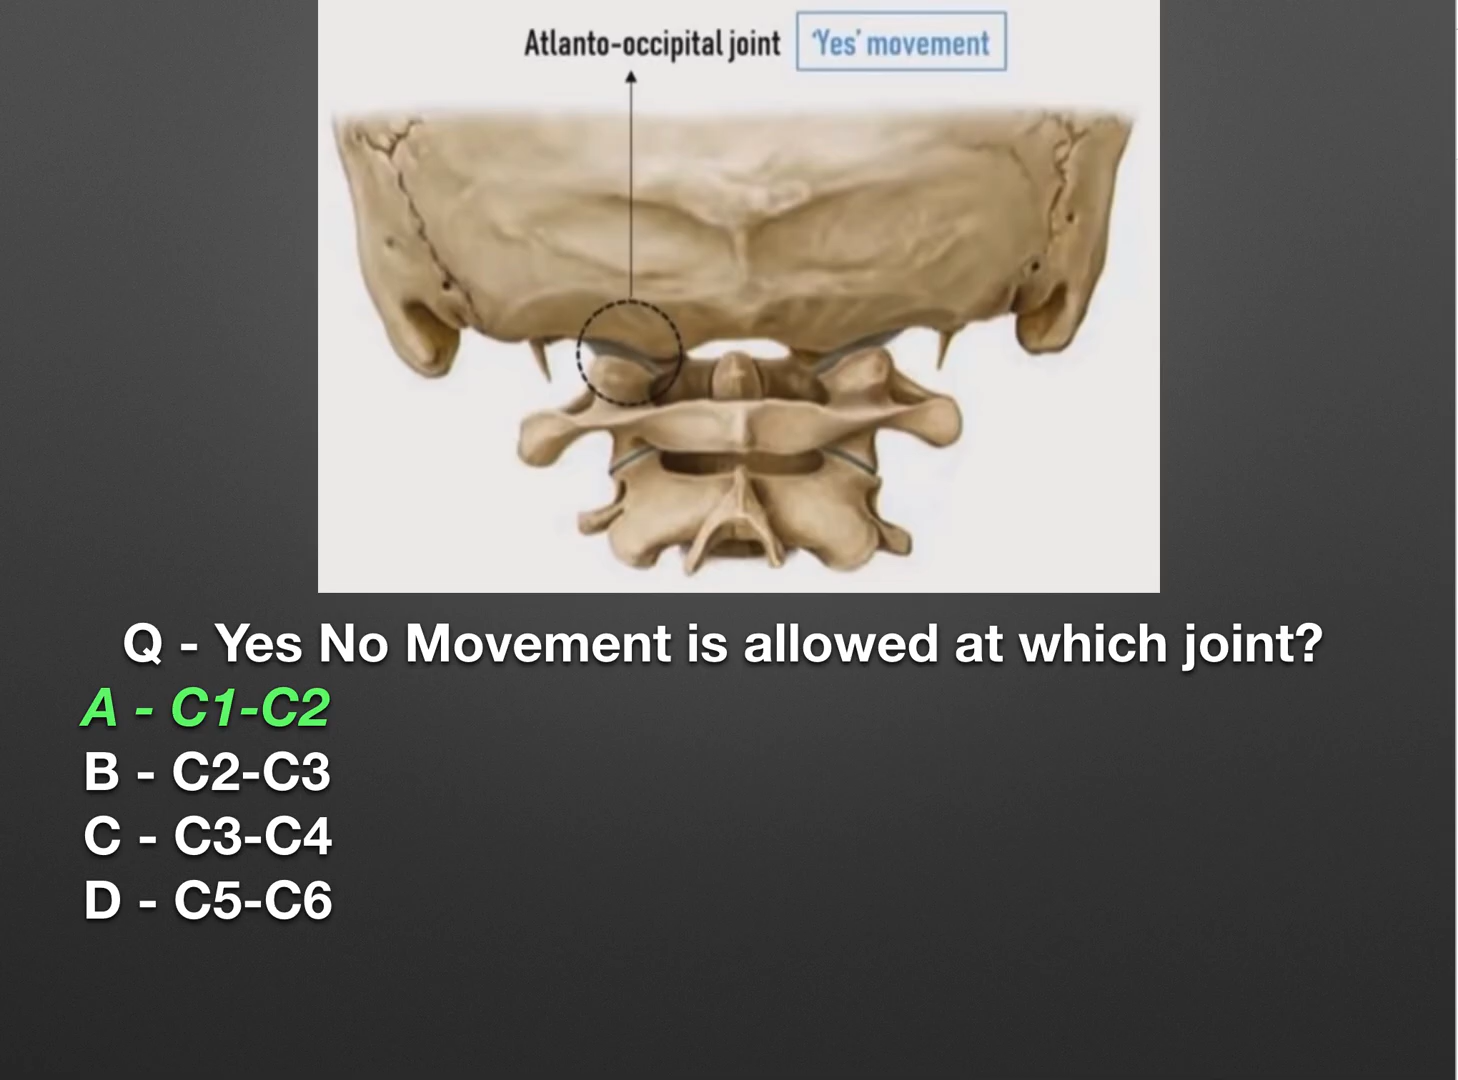 Atlanto-occipital joint 'Yes' movement
Q - Yes No Movement is allowed at which joint?
A - C1-C2
B - C2-C3
C - C3-C4
D - C5-C6